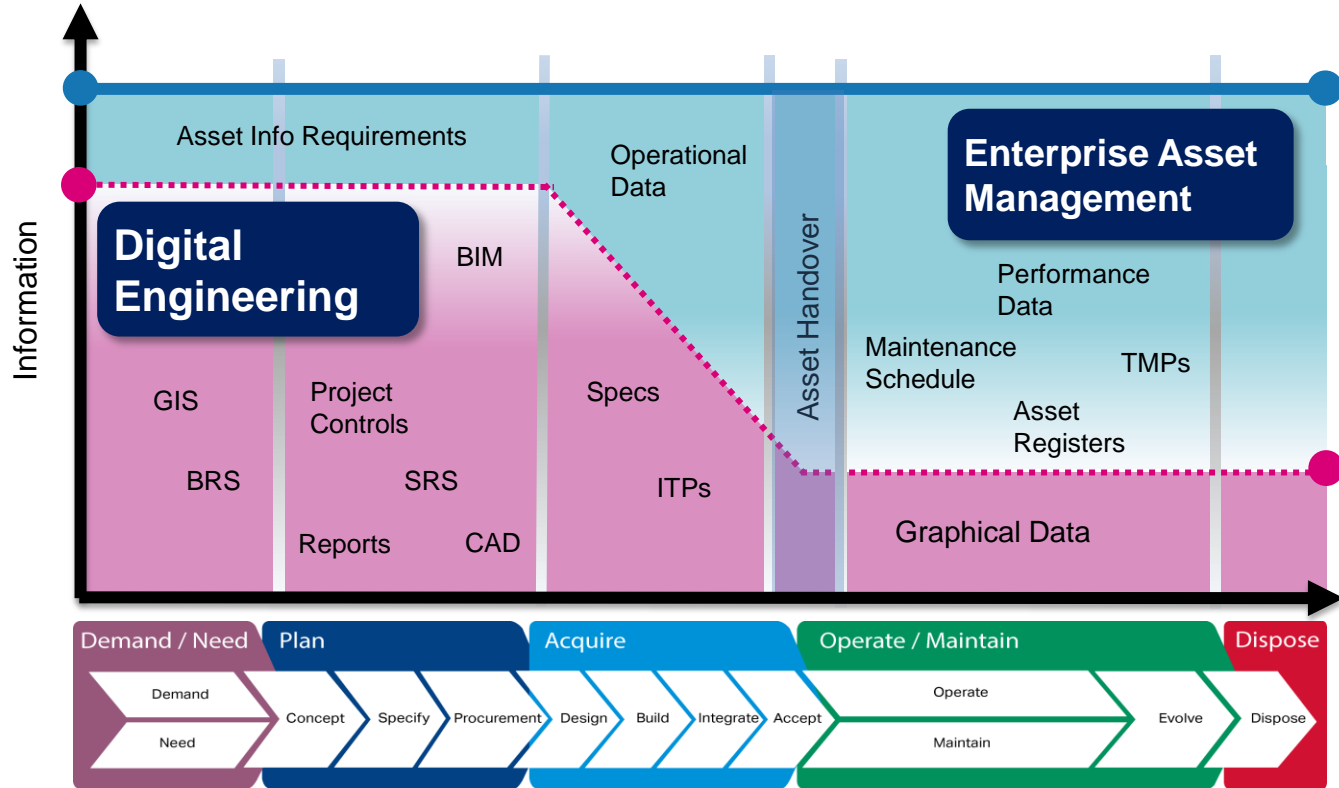 Information
Asset Info Requirements
Operational
Data
Enterprise Asset
Management
Digital
Engineering
BIM
Asset Handover
Performance
Data
Maintenance
Schedule
TMPs
GIS
Project
Controls
Specs
Asset
Registers
BRS
SRS
ITPs
Reports
CAD
Graphical Data
Demand / Need
Plan
Acquire
Operate / Maintain
Dispose
Demand
Need
Concept
Specify
Procurement
Design
Build
Integrate
Accept
Operate
Maintain
Evolve
Dispose